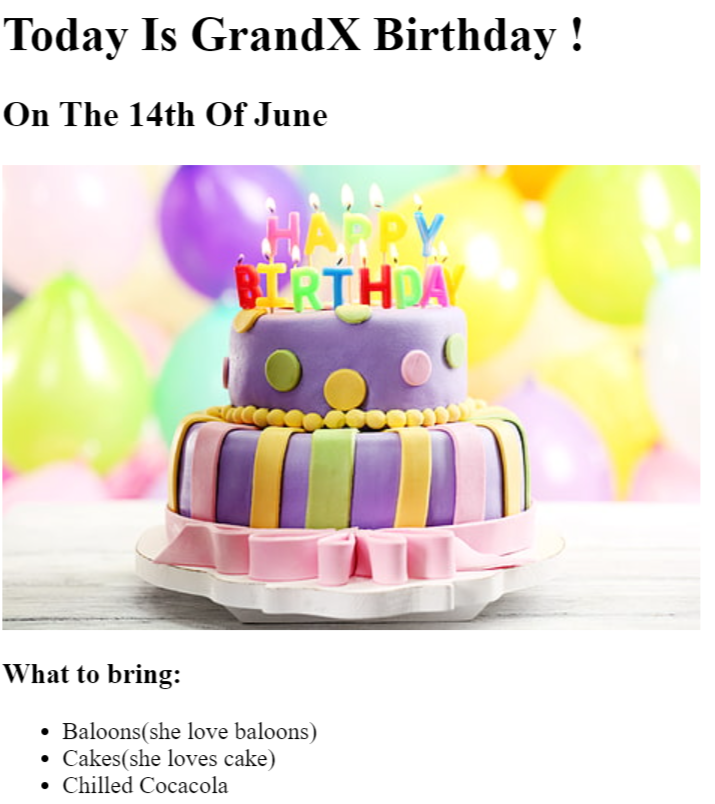 Today Is GrandX Birthday !
On The 14th Of June
HAPPY
BIRTHDAY
What to bring:
Baloons(she love baloons)
Cakes(she loves cake)
Chilled Cocacola